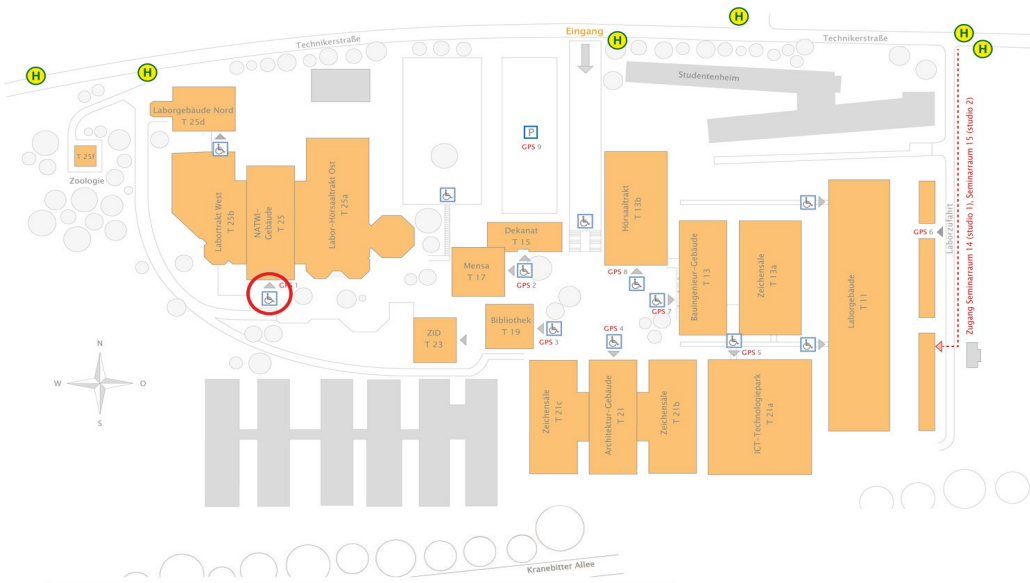 H
H
H
H
H
H
Eingang
Technikerstraße
Technikerstraße
Studentenheim
Laborgebäude Nord
T 25d
P
GPS 9
T 25f
Zoologie
Labortrakt West
T 25b
NATWI-
Gebäude
T 25
Labor-Hörsaaltrakt Ost
T 25a
GPS 1
Dekanat
T 15
Mensa
T 17
GPS 2
Bibliothek
T 19
GPS 3
ZID
T 23
Hörsaaltrakt
T 13b
GPS 8
GPS 7
Bauingenieur-Gebäude
T 13
Zeichensäle
T 13a
Laborgebäude
T 11
GPS 6
Laborzufahrt
Zugang Seminarraum 14 (studio 1), Seminarraum 15 (studio 2)
GPS 4
GPS 5
Zeichensäle
T 21c
Architektur-Gebäude
T 21
Zeichensäle
T 21b
ICT-Technologiepark
T 21a
N
W
O
S
Kranebitter Allee